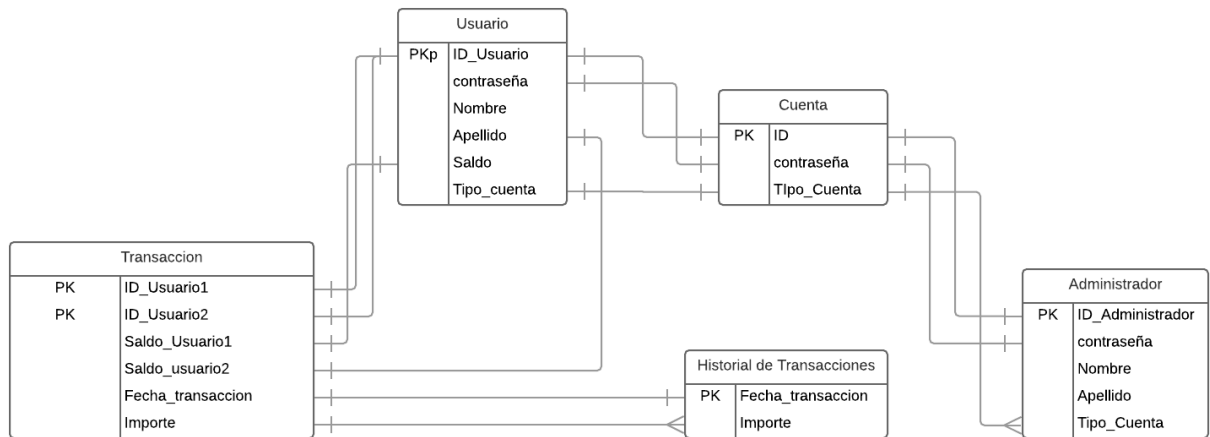 Usuario
PKp ID_Usuario
contraseña
Nombre
Apellido
Saldo
Tipo_cuenta
Cuenta
PK ID
contraseña
TIpo_Cuenta
Transaccion
PK ID_Usuario1
PK ID_Usuario2
Saldo_Usuario1
Saldo_usuario2
Fecha_transaccion
Importe
Historial de Transacciones
PK Fecha_transaccion
Importe
Administrador
PK ID_Administrador
contraseña
Nombre
Apellido
Tipo_Cuenta